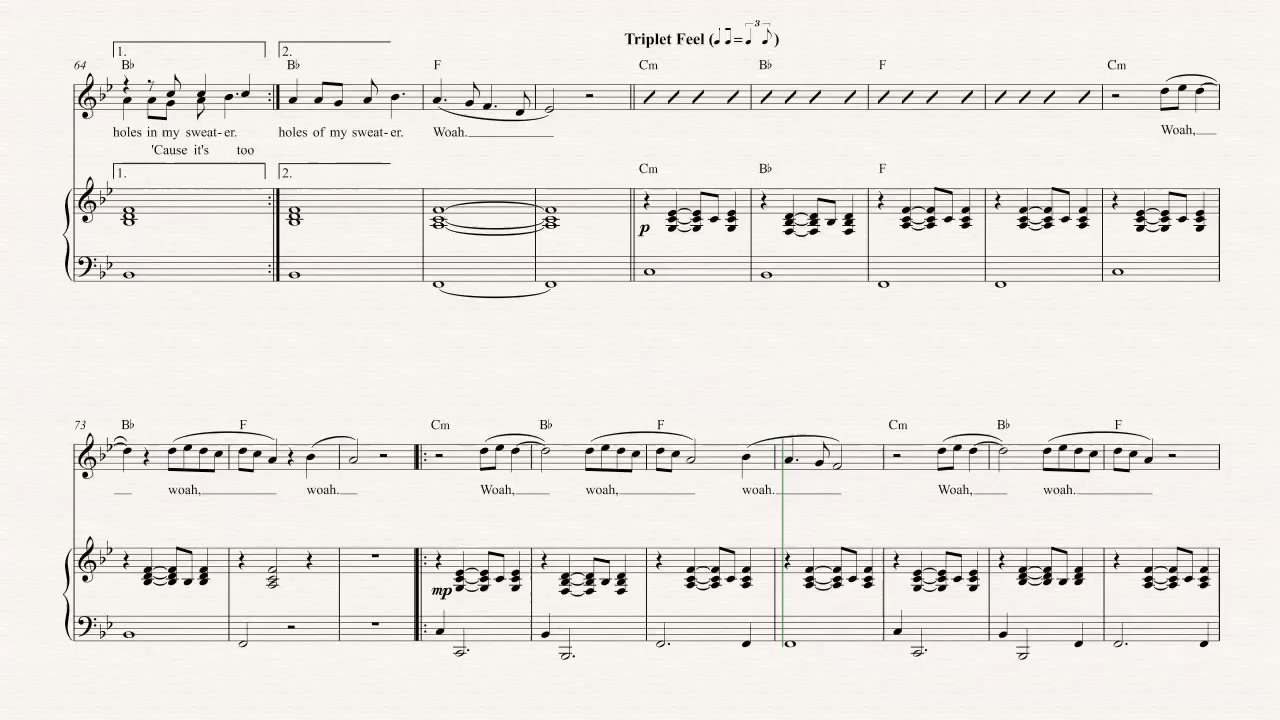 Triplet Feel (♩♫=♩ 3 ♪)
1. 2.
64 B♭ B♭ F Cm B♭ F Cm
holes in my sweat-er. holes of my sweat-er. Woah. Woah,
'Cause it's too
1. 2. Cm B♭ F
p
73 B♭ F Cm B♭ F Cm B♭ F
woah, woah. Woah, woah, woah. Woah, woah.
mp